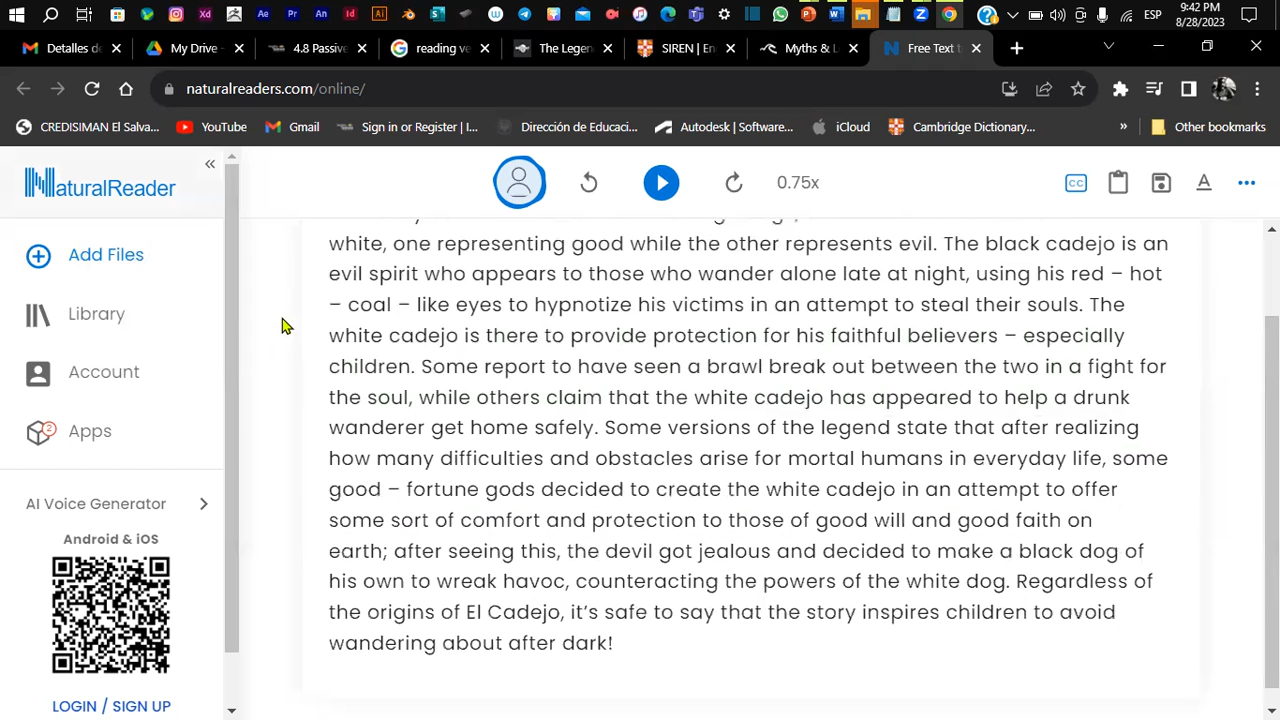 9:42 PM
ESP
8/28/2023
Detalles de
My Drive -
4.8 Passive
reading ve
The Legen
SIREN | En
Myths & L
Free Text t
naturalreaders.com/online/
CREDISIMAN El Salva...
YouTube
Gmail
Sign in or Register | I...
Dirección de Educaci...
Autodesk | Software...
iCloud
Cambridge Dictionary...
»
Other bookmarks
NaturalReader
«
0.75x
CC
A
Add Files
Library
Account
Apps
2
AI Voice Generator
Android & iOS
LOGIN / SIGN UP
white, one representing good while the other represents evil. The black cadejo is an
evil spirit who appears to those who wander alone late at night, using his red – hot
– coal – like eyes to hypnotize his victims in an attempt to steal their souls. The
white cadejo is there to provide protection for his faithful believers – especially
children. Some report to have seen a brawl break out between the two in a fight for
the soul, while others claim that the white cadejo has appeared to help a drunk
wanderer get home safely. Some versions of the legend state that after realizing
how many difficulties and obstacles arise for mortal humans in everyday life, some
good – fortune gods decided to create the white cadejo in an attempt to offer
some sort of comfort and protection to those of good will and good faith on
earth; after seeing this, the devil got jealous and decided to make a black dog of
his own to wreak havoc, counteracting the powers of the white dog. Regardless of
the origins of El Cadejo, it's safe to say that the story inspires children to avoid
wandering about after dark!